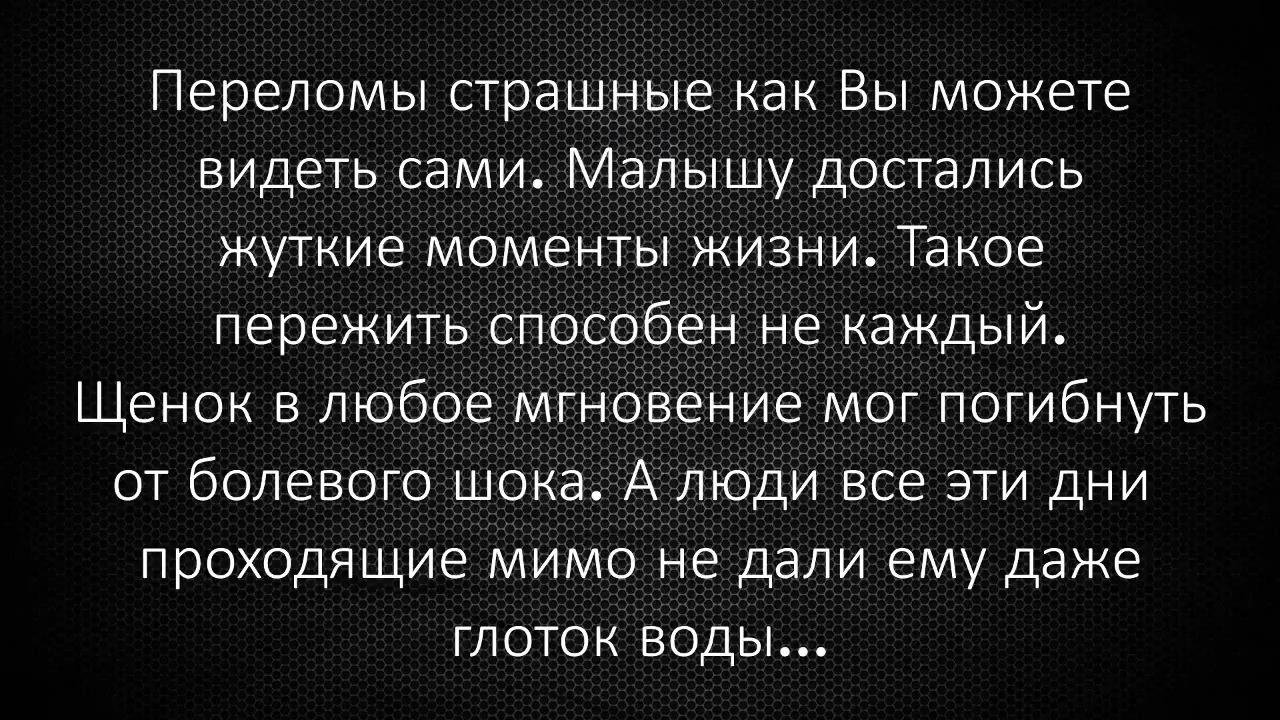 Переломы страшные как Вы можете
видеть сами. Малышу достались
жуткие моменты жизни. Такое
пережить способен не каждый.
Щенок в любое мгновение мог погибнуть
от болевого шока. А люди все эти дни
проходящие мимо не дали ему даже
глоток воды...